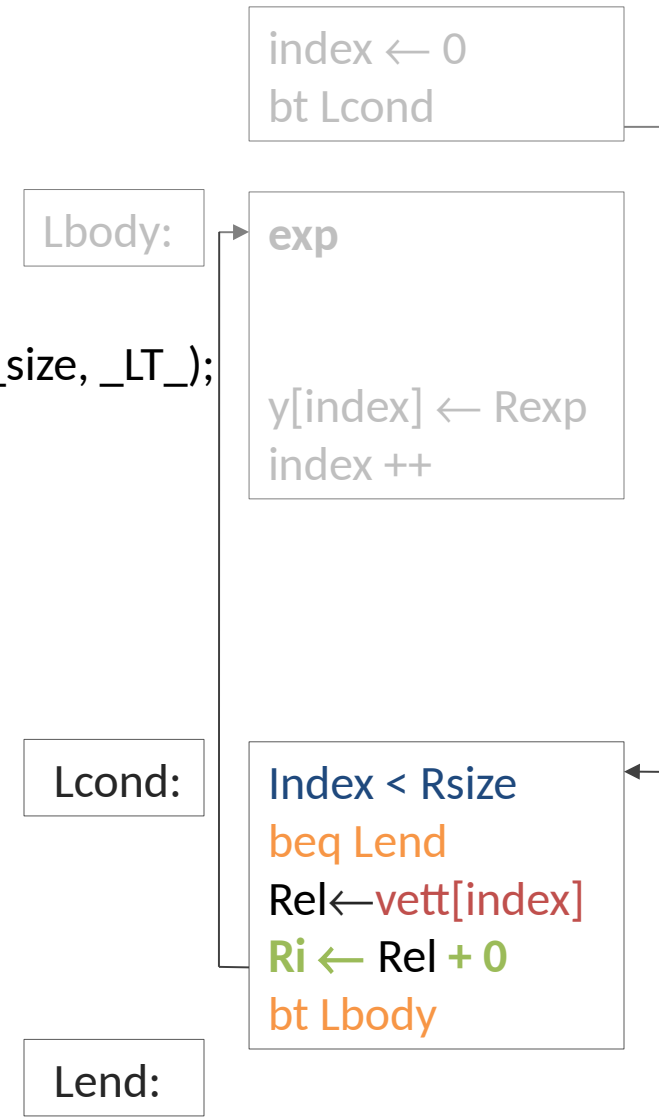 index ← 0
bt Lcond
Lbody:
exp
_size, _LT_);
y[index] ← Rexp
index ++
Lcond:
Index < Rsize
beq Lend
Rel←vett[index]
Ri ← Rel + 0
bt Lbody
Lend: